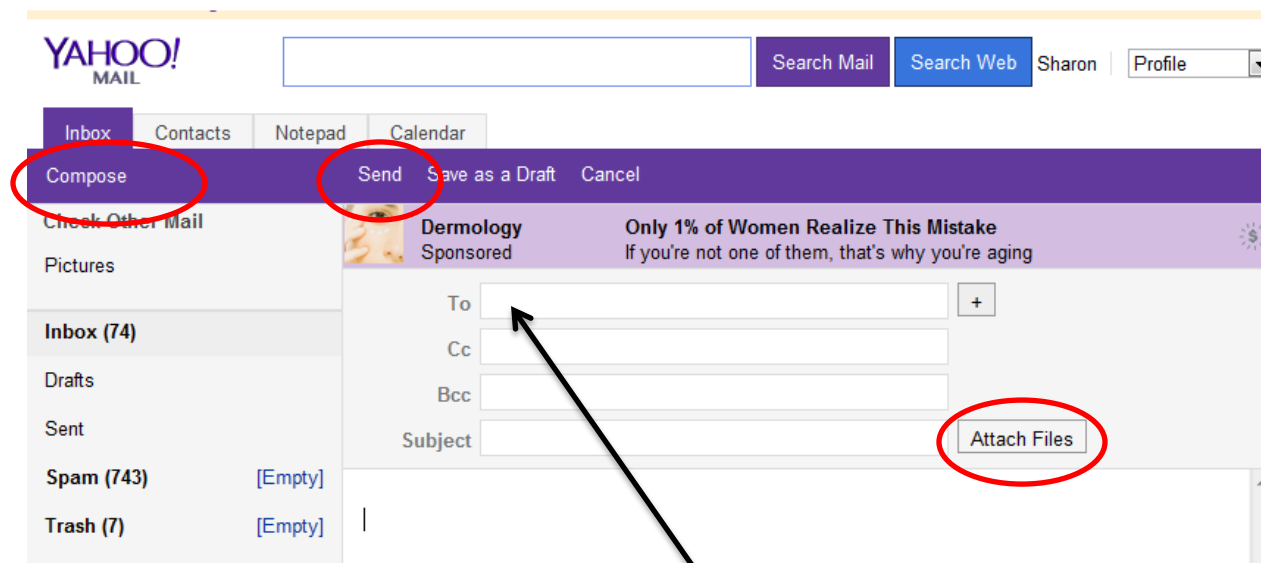 YAHOO!
MAIL
Search Mail Search Web Sharon Profile
Inbox Contacts Notepad Calendar
Compose Send Save as a Draft Cancel
Check Other Mail
Pictures
Dermology Only 1% of Women Realize This Mistake
Sponsored If you're not one of them, that's why you're aging
To +
Inbox (74)
Cc
Drafts
Bcc
Sent
Subject Attach Files
Spam (743) [Empty]
Trash (7) [Empty]